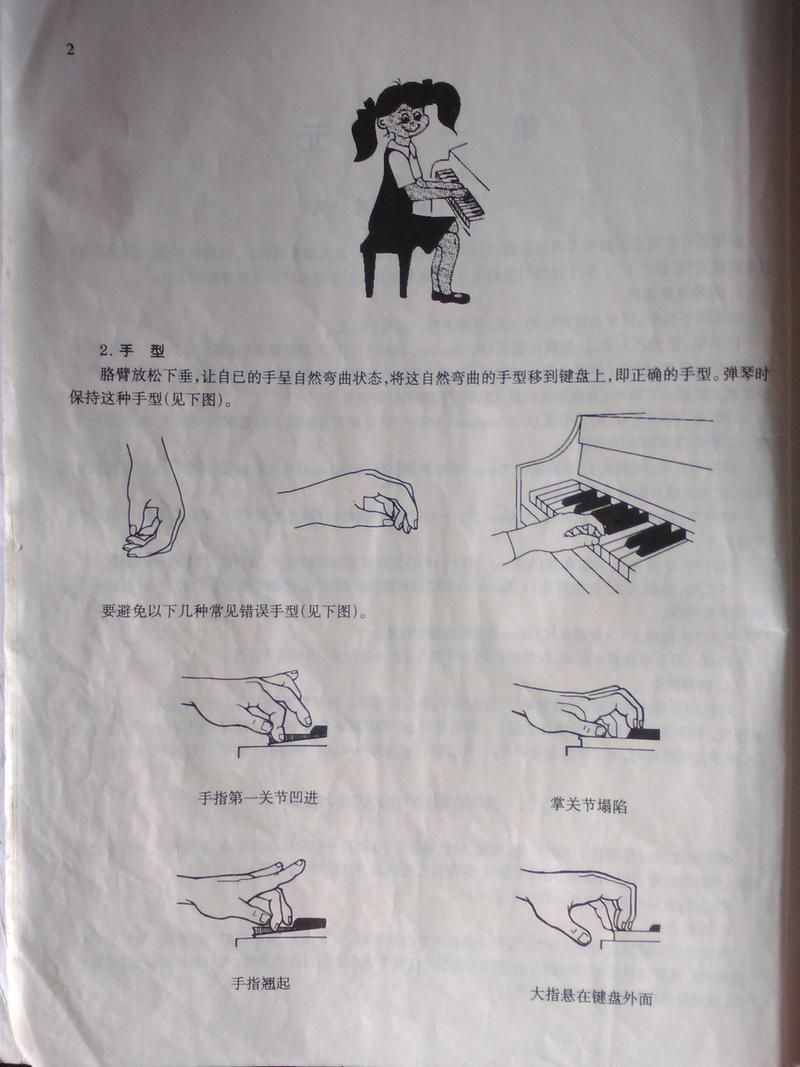 2
2. 手 型
胳臂放松下垂,让自已的手呈自然弯曲状态,将这自然弯曲的手型移到键盘上,即正确的手型。弹琴时
保持这种手型(见下图)。
要避免以下几种常见错误手型(见下图)。
手指第一关节凹进
掌关节塌陷
手指翘起
大指悬在键盘外面